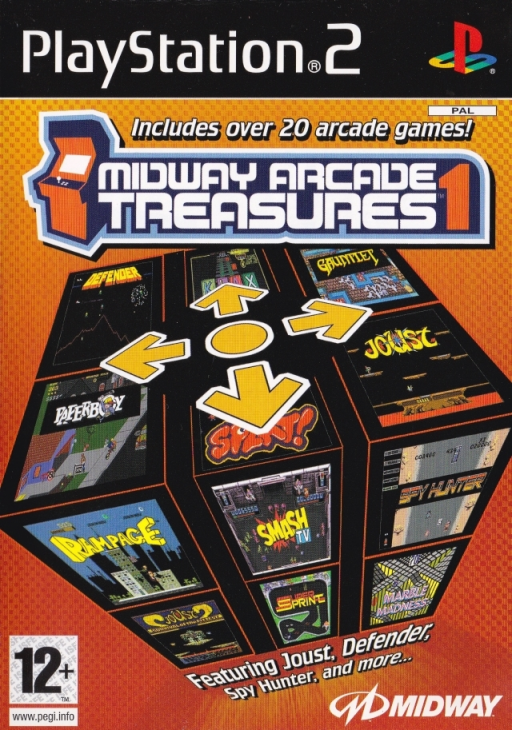 PlayStation®2
PAL
Includes over 20 arcade games!
MIDWAY ARCADE
TREASURES 1
DEFENDER
KLAX
GAUNTLET
JOUST
PAPERBOY
SPLAT!
SPY HUNTER
RAMPAGE
SMASH
TV
SUPER
SPRINT
MARBLE
MADNESS
JOUST 2
Featuring Joust, Defender,
Spy Hunter, and more...
12+
www.pegi.info
MIDWAY